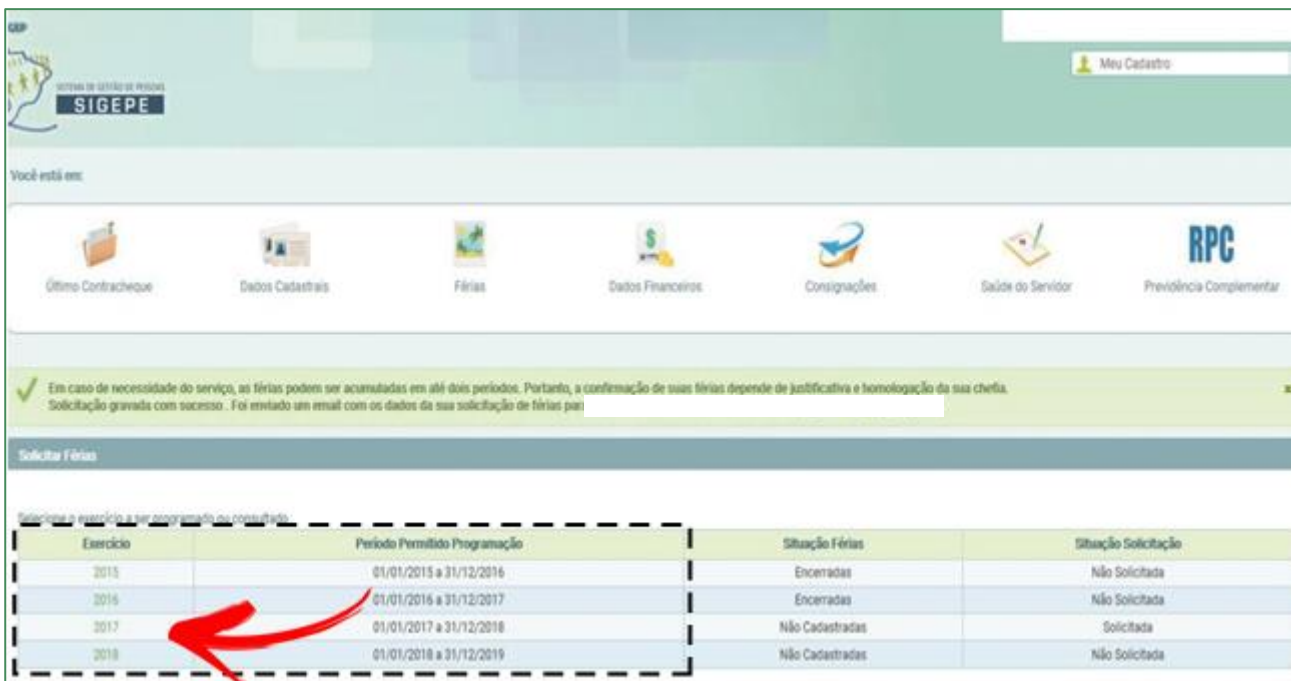 GEP
SISTEMA DE GESTÃO DE PESSOAS
SIGEPE
Meu Cadastro
Você está em:
Último Contracheque
Dados Cadastrais
Férias
Dados Financeiros
Consignações
Saúde do Servidor
RPC
Previdência Complementar
Em caso de necessidade do serviço, as férias podem ser acumuladas em até dois períodos. Portanto, a confirmação de suas férias depende de justificativa e homologação da sua chefia.
Solicitação gravada com sucesso . Foi enviado um email com os dados da sua solicitação de férias para
Solicitar Férias
Selecione o exercício a ser programado ou consultado
Exercício Período Permitido Programação Situação Férias Situação Solicitação
2015 01/01/2015 a 31/12/2016 Encerradas Não Solicitada
2016 01/01/2016 a 31/12/2017 Encerradas Não Solicitada
2017 01/01/2017 a 31/12/2018 Não Cadastradas Solicitada
2018 01/01/2018 a 31/12/2019 Não Cadastradas Não Solicitada